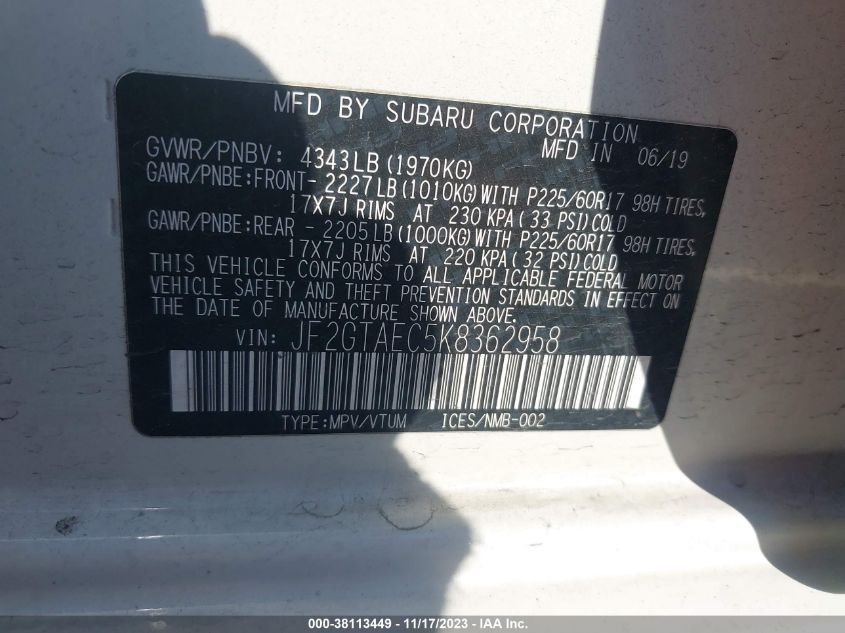 MFD BY SUBARU CORPORATION
GVWR/PNBV: 4343LB (1970KG) MFD IN 06/19
GAWR/PNBE:FRONT- 2227LB(1010KG)WITH P225/60R17 98H TIRES,
17X7J RIMS AT 230 KPA(33 PSI)COLD
GAWR/PNBE:REAR - 2205LB(1000KG)WITH P225/60R17 98H TIRES,
17X7J RIMS AT 220 KPA(32 PSI)COLD
THIS VEHICLE CONFORMS TO ALL APPLICABLE FEDERAL MOTOR
VEHICLE SAFETY AND THEFT PREVENTION STANDARDS IN EFFECT ON
THE DATE OF MANUFACTURE SHOWN ABOVE.
VIN: JF2GTAEC5K8362958
TYPE:MPV/VTUM ICES/NMB-002
000-38113449 - 11/17/2023 - IAA Inc.